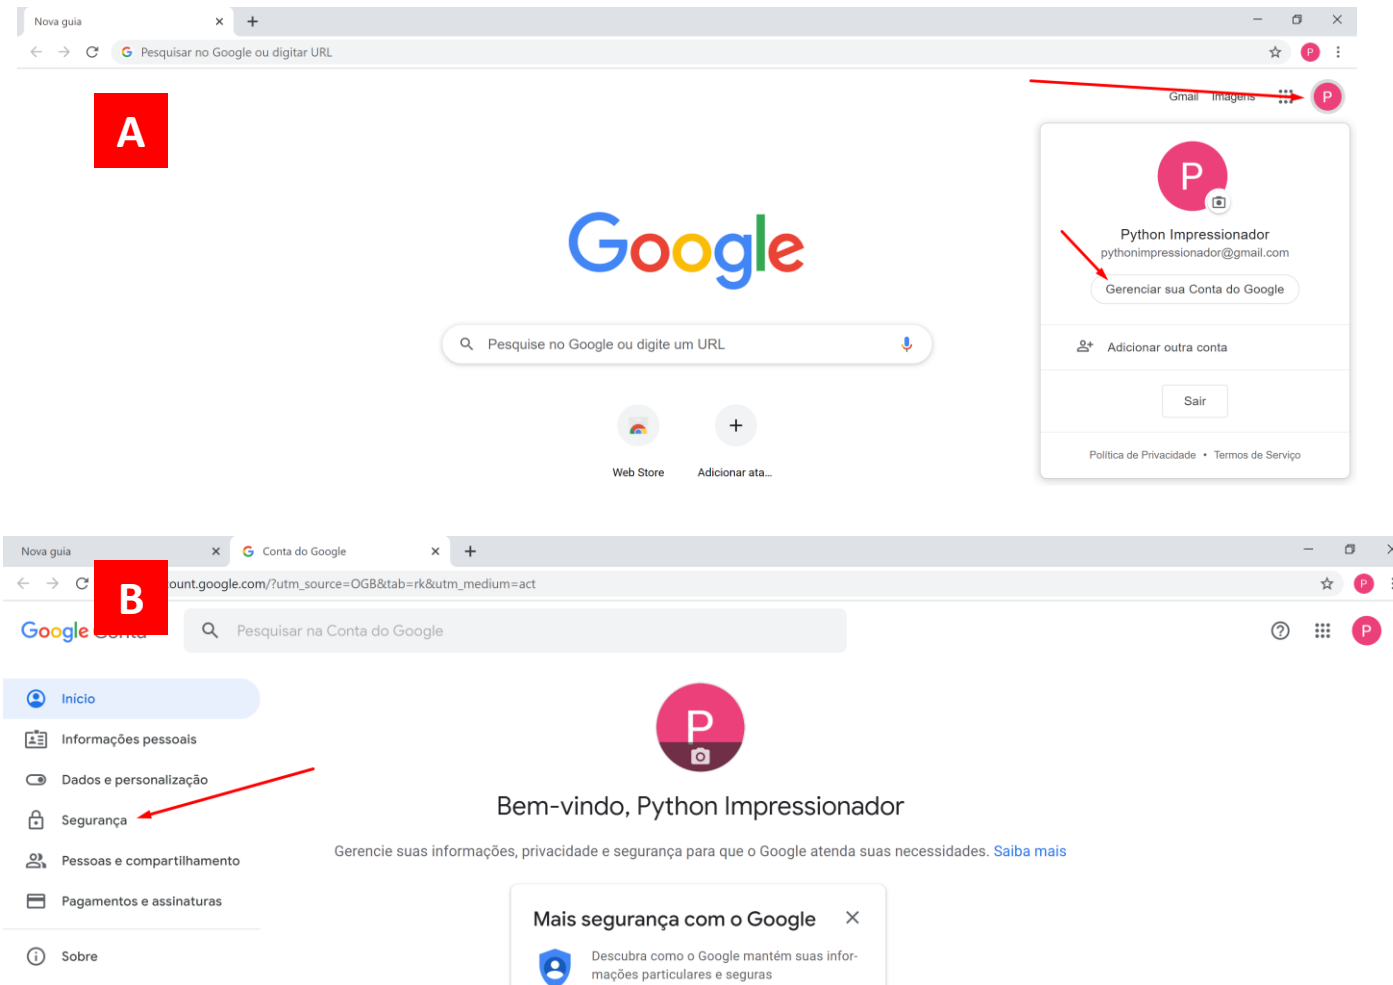 Nova guia
Pesquisar no Google ou digitar URL
P
A
Gmail Imagens
P
P
Python Impressionador
pythonimpressionador@gmail.com
Gerenciar sua Conta do Google
Google
Pesquise no Google ou digite um URL
Adicionar outra conta
Sair
Web Store
Adicionar ata...
Política de Privacidade • Termos de Serviço
Nova guia
Conta do Google
B
ount.google.com/?utm_source=OGB&tab=rk&utm_medium=act
P
Google Conta
Pesquisar na Conta do Google
P
Início
Informações pessoais
Dados e personalização
Segurança
Pessoas e compartilhamento
Pagamentos e assinaturas
Sobre
P
Bem-vindo, Python Impressionador
Gerencie suas informações, privacidade e segurança para que o Google atenda suas necessidades. Saiba mais
Mais segurança com o Google
Descubra como o Google mantém suas infor-
mações particulares e seguras